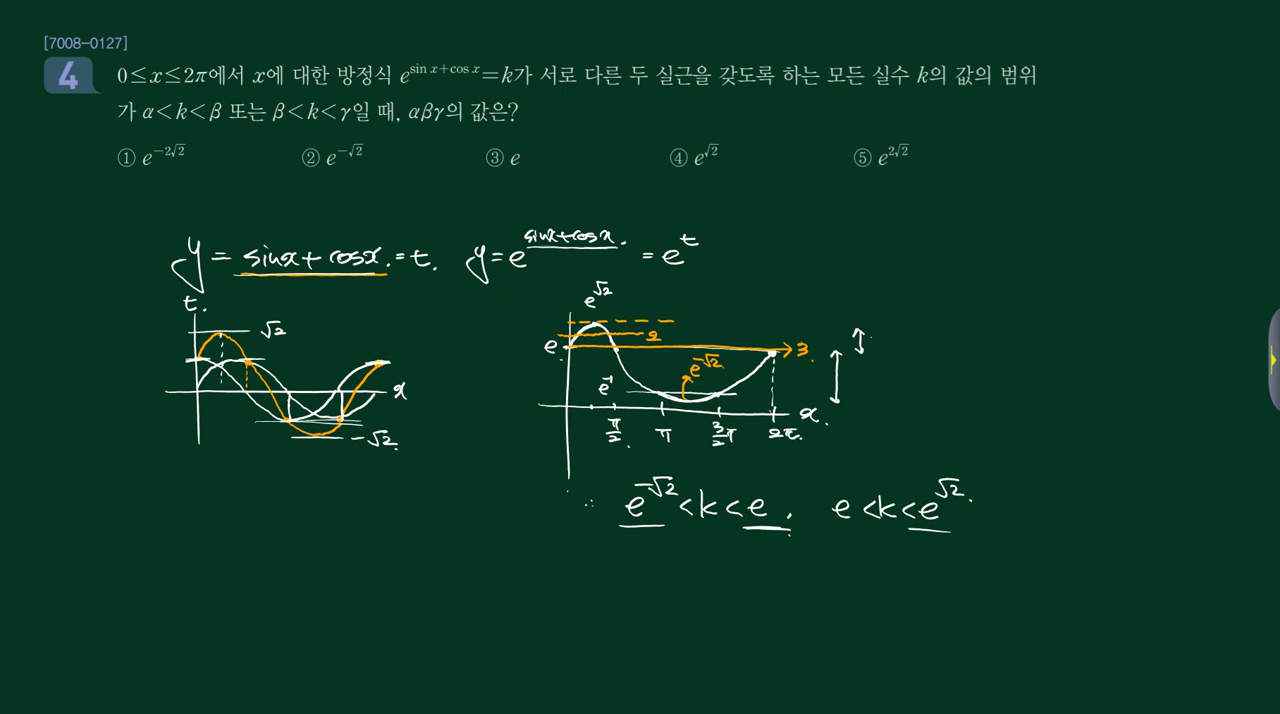 [7008-0127]
4
0≤x≤2π에서 x에 대한 방정식 e^{sin x+cos x}=k가 서로 다른 두 실근을 갖도록 하는 모든 실수 k의 값의 범위
가 α<k<β 또는 β<k<γ일 때, αβγ의 값은?
① e^{-2√2} ② e^{-√2} ③ e ④ e^{√2} ⑤ e^{2√2}
y = sinx + cosx. = t. y = e^{sinx+cosx}. = e^t
t.
√2
x
-√2.
e^{√2}
2
e.
3.
e^{-√2}
e^{-1}
x.
π/2. π 3/2π 2π.
∴ e^{-√2} < k < e. e < k < e^{√2}.